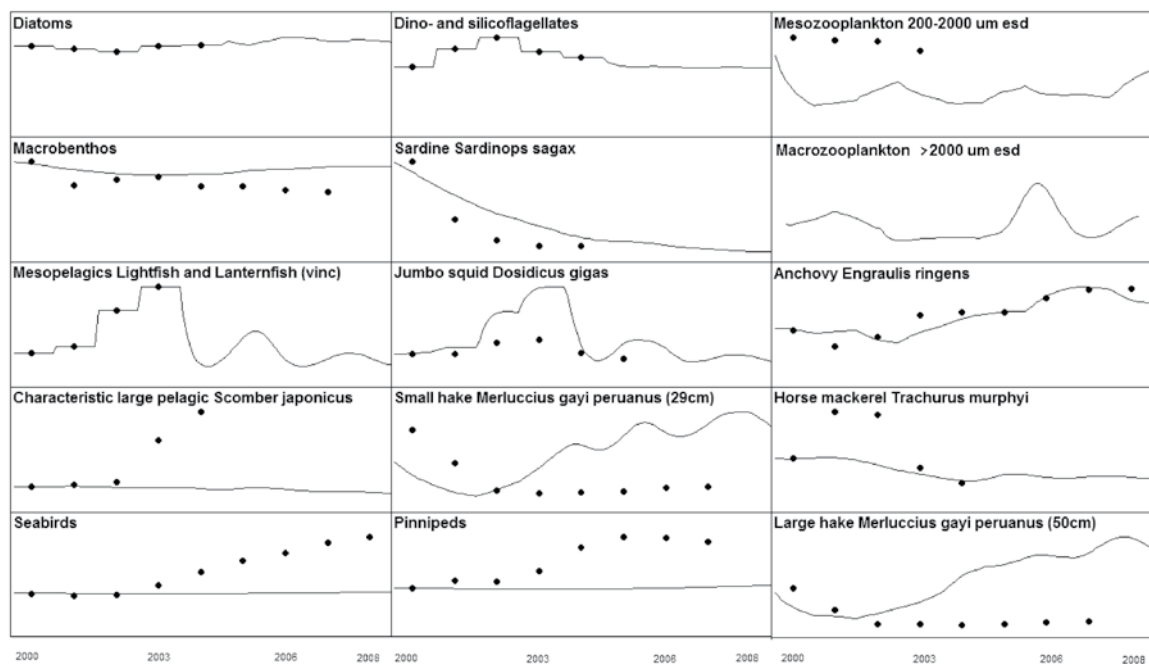 Diatoms
Dino- and silicoflagellates
Mesozooplankton 200-2000 um esd
Macrobenthos
Sardine Sardinops sagax
Macrozooplankton >2000 um esd
Mesopelagics Lightfish and Lanternfish (vinc)
Jumbo squid Dosidicus gigas
Anchovy Engraulis ringens
Characteristic large pelagic Scomber japonicus
Small hake Merluccius gayi peruanus (29cm)
Horse mackerel Trachurus murphyi
Seabirds
Pinnipeds
Large hake Merluccius gayi peruanus (50cm)
2000 2003 2006 2008 2000 2003 2006 2008 2000 2003 2006 2008